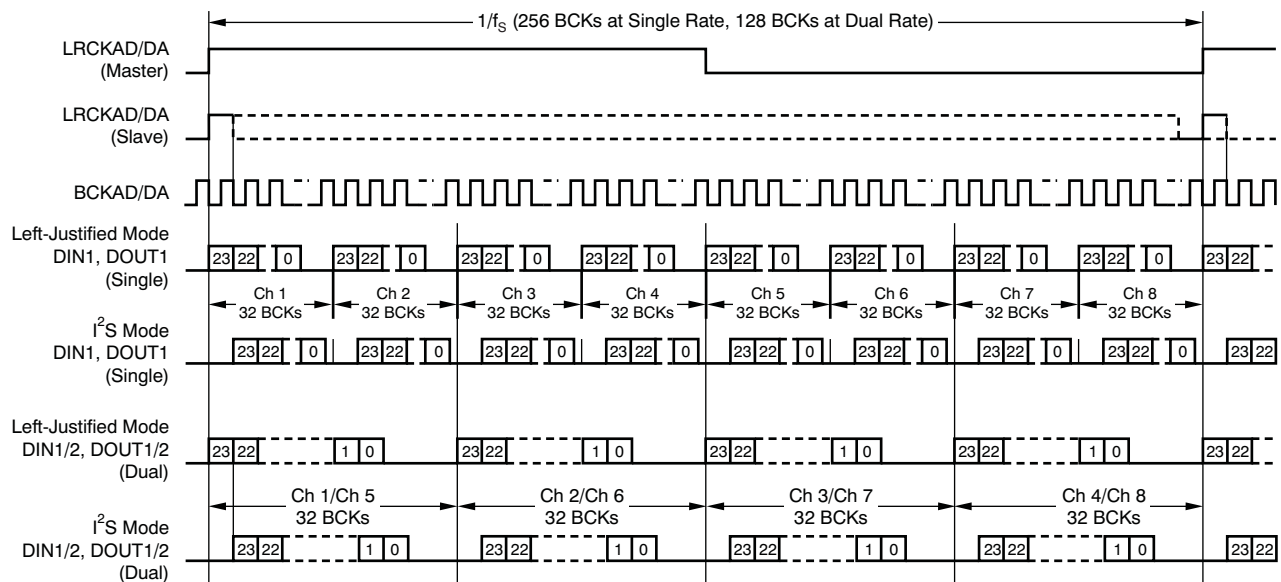 1/fS (256 BCKs at Single Rate, 128 BCKs at Dual Rate)
LRCKAD/DA
(Master)
LRCKAD/DA
(Slave)
BCKAD/DA
Left-Justified Mode
DIN1, DOUT1
(Single)
23 22 0 23 22 0 23 22 0 23 22 0 23 22 0 23 22 0 23 22 0 23 22 0 23 22
Ch 1 Ch 2 Ch 3 Ch 4 Ch 5 Ch 6 Ch 7 Ch 8
32 BCKs 32 BCKs 32 BCKs 32 BCKs 32 BCKs 32 BCKs 32 BCKs 32 BCKs
I2S Mode
DIN1, DOUT1
(Single)
23 22 0 23 22 0 23 22 0 23 22 0 23 22 0 23 22 0 23 22 0 23 22 0 23 22
Left-Justified Mode
DIN1/2, DOUT1/2
(Dual)
23 22 1 0 23 22 1 0 23 22 1 0 23 22 1 0 23 22
Ch 1/Ch 5 Ch 2/Ch 6 Ch 3/Ch 7 Ch 4/Ch 8
32 BCKs 32 BCKs 32 BCKs 32 BCKs
I2S Mode
DIN1/2, DOUT1/2
(Dual)
23 22 1 0 23 22 1 0 23 22 1 0 23 22 1 0 23 22